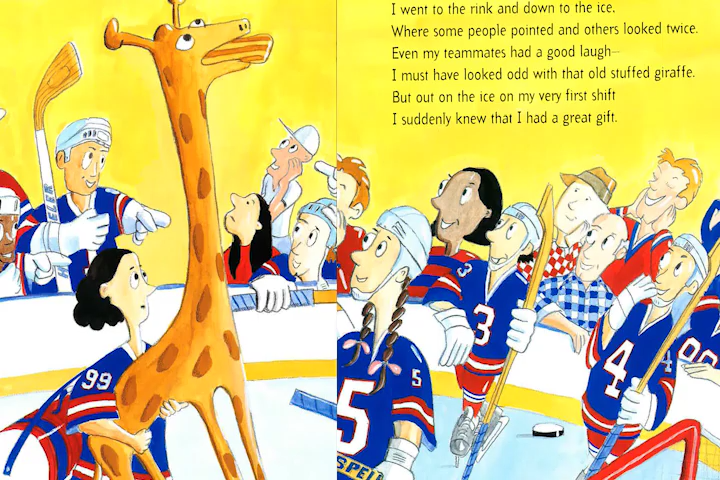 I went to the rink and down to the ice.
Where some people pointed and others looked twice.
Even my teammates had a good laugh—
I must have looked odd with that old stuffed giraffe.
But out on the ice on my very first shift
I suddenly knew that I had a great gift.
99
3
3
5
5
4
4